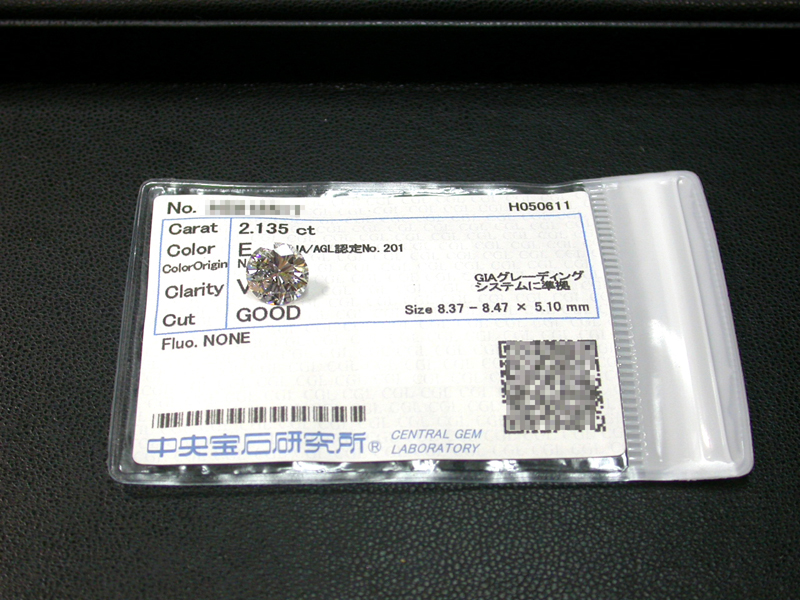 No. H050611
Carat 2.135 ct
Color E JA/AGL認定No. 201
ColorOrigin N
Clarity V
GIAグレーディング
システムに準拠
Cut GOOD Size 8.37 - 8.47 × 5.10 mm
Fluo. NONE
中央宝石研究所® CENTRAL GEM
LABORATORY